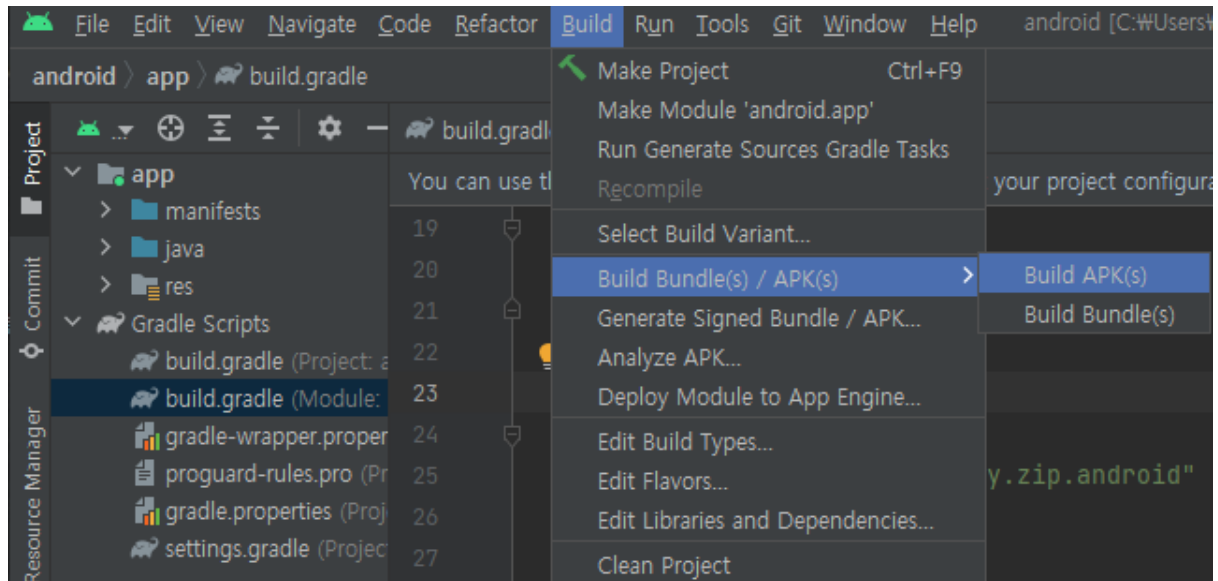 File Edit View Navigate Code Refactor Build Run Tools Git Window Help android [C:₩Users₩
android 〉 app 〉 build.gradle
Make Project Ctrl+F9
Make Module 'android.app'
Run Generate Sources Gradle Tasks
Recompile
Select Build Variant...
Build Bundle(s) / APK(s)
Build APK(s)
Build Bundle(s)
Generate Signed Bundle / APK...
Analyze APK...
Deploy Module to App Engine...
Edit Build Types...
Edit Flavors...
Edit Libraries and Dependencies...
Clean Project
Project
Commit
Resource Manager
app
manifests
java
res
Gradle Scripts
build.gradle (Project: a
build.gradle (Module:
gradle-wrapper.proper
proguard-rules.pro (Pr
gradle.properties (Proj
settings.gradle (Projec
build.gradl
You can use th
your project configura
19
20
21
22
23
24
25
y.zip.android"
26
27